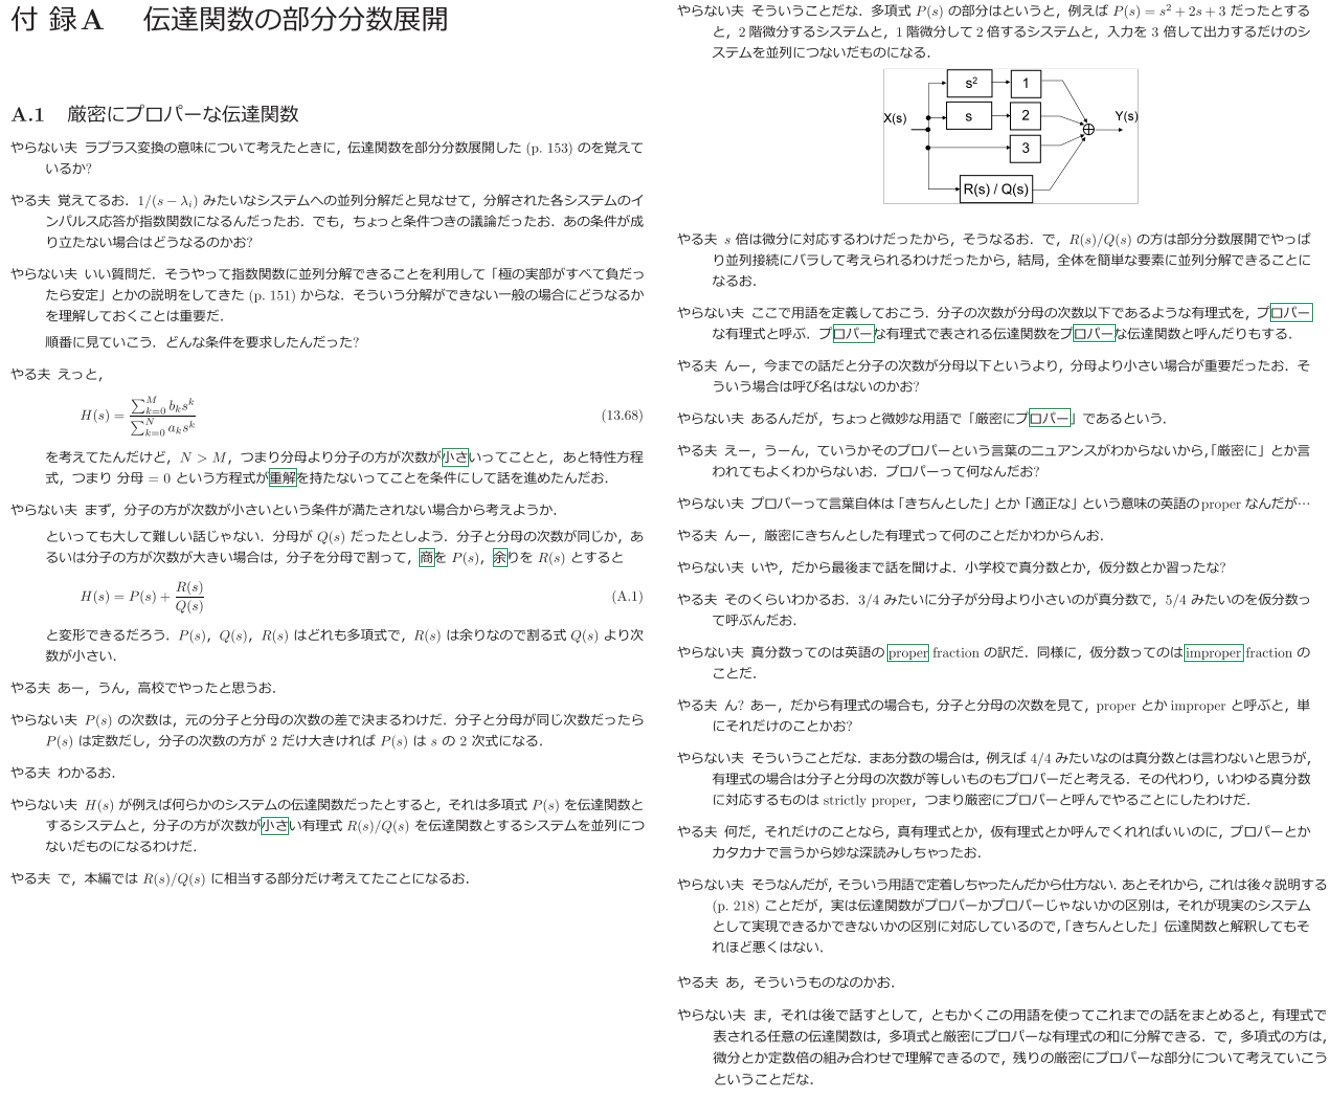 付 録A 伝達関数の部分分数展開
A.1 厳密にプロパーな伝達関数
やらない夫 ラプラス変換の意味について考えたときに，伝達関数を部分分数展開した (p. 153) のを覚えて
いるか?
やる夫 覚えてるお．1/(s − λi) みたいなシステムへの並列分解だと見なせて，分解された各システムのイ
ンパルス応答が指数関数になるんだったお．でも，ちょっと条件つきの議論だったお．あの条件が成
り立たない場合はどうなるのかお?
やらない夫 いい質問だ．そうやって指数関数に並列分解できることを利用して「極の実部がすべて負だっ
たら安定」とかの説明をしてきた (p. 151) からな．そういう分解ができない一般の場合にどうなるか
を理解しておくことは重要だ．
順番に見ていこう．どんな条件を要求したんだった?
やる夫 えっと，
H(s) = \frac{\sum_{k=0}^{M} b_k s^k}{\sum_{k=0}^{N} a_k s^k} (13.68)
を考えてたんだけど，N > M，つまり分母より分子の方が次数が小さいってことと，あと特性方程
式，つまり 分母 = 0 という方程式が重解を持たないってことを条件にして話を進めたんだお．
やらない夫 まず，分子の方が次数が小さいという条件が満たされない場合から考えようか．
といっても大して難しい話じゃない．分母が Q(s) だったとしよう．分子と分母の次数が同じか，あ
るいは分子の方が次数が大きい場合は，分子を分母で割って，商を P(s)，余りを R(s) とすると
H(s) = P(s) + \frac{R(s)}{Q(s)} (A.1)
と変形できるだろう．P(s)，Q(s)，R(s) はどれも多項式で，R(s) は余りなので割る式 Q(s) より次
数が小さい．
やる夫 あー，うん，高校でやったと思うお．
やらない夫 P(s) の次数は，元の分子と分母の次数の差で決まるわけだ．分子と分母が同じ次数だったら
P(s) は定数だし，分子の次数の方が 2 だけ大きければ P(s) は s の 2 次式になる．
やる夫 わかるお．
やらない夫 H(s) が例えば何らかのシステムの伝達関数だったとすると，それは多項式 P(s) を伝達関数と
するシステムと，分子の方が次数が小さい有理式 R(s)/Q(s) を伝達関数とするシステムを並列につ
ないだものになるわけだ．
やる夫 で，本編では R(s)/Q(s) に相当する部分だけ考えてたことになるお．
やらない夫 そういうことだな．多項式 P(s) の部分はというと，例えば P(s) = s² + 2s + 3 だったとする
と，2 階微分するシステムと，1 階微分して 2 倍するシステムと，入力を 3 倍して出力するだけのシ
ステムを並列につないだものになる．
s² 1
X(s) s 2 Y(s)
3
R(s) / Q(s)
やる夫 s 倍は微分に対応するわけだったから，そうなるお．で，R(s)/Q(s) の方は部分分数展開でやっぱ
り並列接続にバラして考えられるわけだったから，結局，全体を簡単な要素に並列分解できることに
なるお．
やらない夫 ここで用語を定義しておこう．分子の次数が分母の次数以下であるような有理式を，プロパー
な有理式と呼ぶ．プロパーな有理式で表される伝達関数をプロパーな伝達関数と呼んだりもする．
やる夫 んー，今までの話だと分子の次数が分母以下というより，分母より小さい場合が重要だったお．そ
ういう場合は呼び名はないのかお?
やらない夫 あるんだが，ちょっと微妙な用語で「厳密にプロパー」であるという．
やる夫 えー，うーん，ていうかそのプロパーという言葉のニュアンスがわからないから，「厳密に」とか言
われてもよくわからないお．プロパーって何なんだお?
やらない夫 プロパーって言葉自体は「きちんとした」とか「適正な」という意味の英語の proper なんだが…
やる夫 んー，厳密にきちんとした有理式って何のことだかわからんお．
やらない夫 いや，だから最後まで話を聞けよ．小学校で真分数とか，仮分数とか習ったな?
やる夫 そのくらいわかるお．3/4 みたいに分子が分母より小さいのが真分数で，5/4 みたいのを仮分数っ
て呼ぶんだお．
やらない夫 真分数ってのは英語の proper fraction の訳だ．同様に，仮分数ってのは improper fraction の
ことだ．
やる夫 ん? あー，だから有理式の場合も，分子と分母の次数を見て，proper とか improper と呼ぶと，単
にそれだけのことかお?
やらない夫 そういうことだな．まあ分数の場合は，例えば 4/4 みたいなのは真分数とは言わないと思うが，
有理式の場合は分子と分母の次数が等しいものもプロパーだと考える．その代わり，いわゆる真分数
に対応するものは strictly proper，つまり厳密にプロパーと呼んでやることにしたわけだ．
やる夫 何だ，それだけのことなら，真有理式とか，仮有理式とか呼んでくれればいいのに，プロパーとか
カタカナで言うから妙な深読みしちゃったお．
やらない夫 そうなんだが，そういう用語で定着しちゃったんだから仕方ない．あとそれから，これは後々説明する
(p. 218) ことだが，実は伝達関数がプロパーかプロパーじゃないかの区別は，それが現実のシステム
として実現できるかできないかの区別に対応しているので，「きちんとした」伝達関数と解釈してもそ
れほど悪くはない．
やる夫 あ，そういうものなのかお．
やらない夫 ま，それは後で話すとして，ともかくこの用語を使ってこれまでの話をまとめると，有理式で
表される任意の伝達関数は，多項式と厳密にプロパーな有理式の和に分解できる．で，多項式の方は，
微分とか定数倍の組み合わせで理解できるので，残りの厳密にプロパーな部分について考えていこう
ということだな．